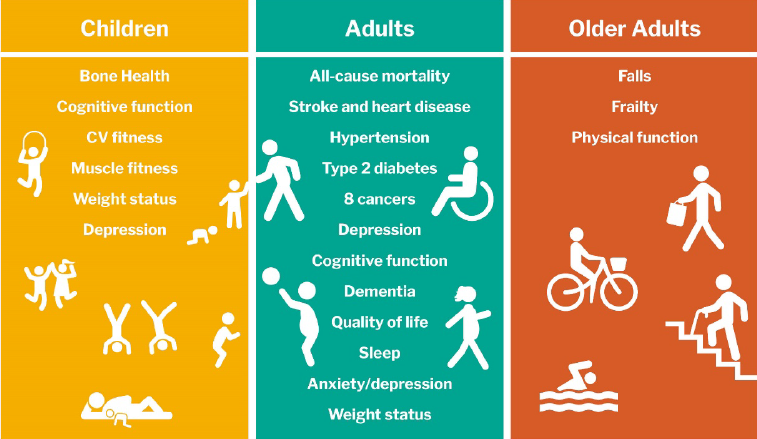 Children
Bone Health
Cognitive function
CV fitness
Muscle fitness
Weight status
Depression
Adults
All-cause mortality
Stroke and heart disease
Hypertension
Type 2 diabetes
8 cancers
Depression
Cognitive function
Dementia
Quality of life
Sleep
Anxiety/depression
Weight status
Older Adults
Falls
Frailty
Physical function